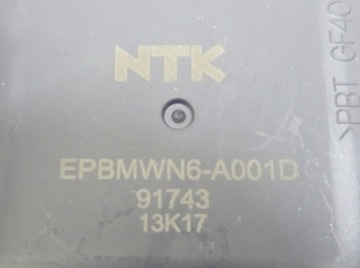 NTK
EPBMWN6-A001D
91743
13K17
>PBT GF40